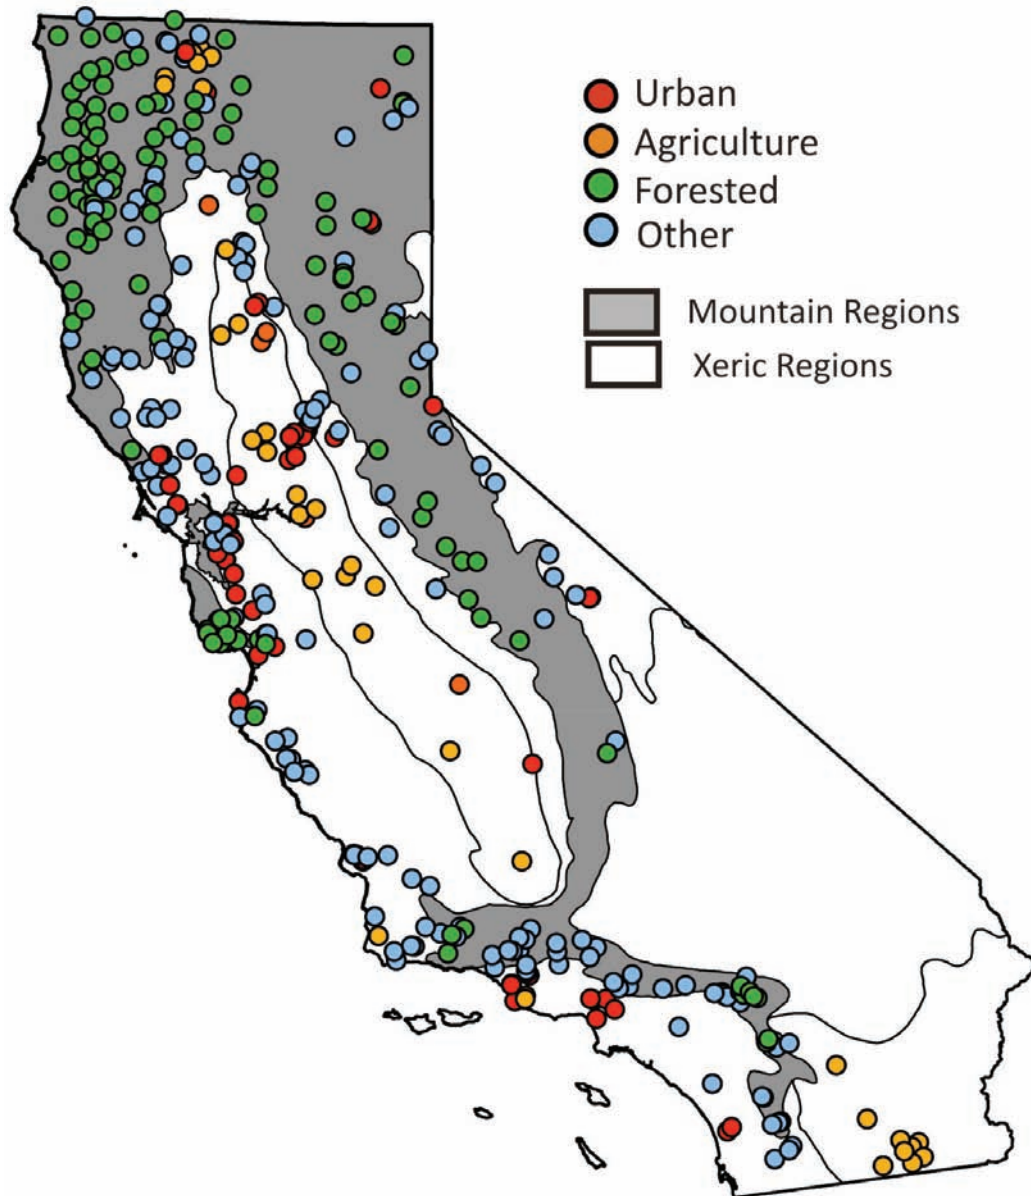 Urban
Agriculture
Forested
Other
Mountain Regions
Xeric Regions